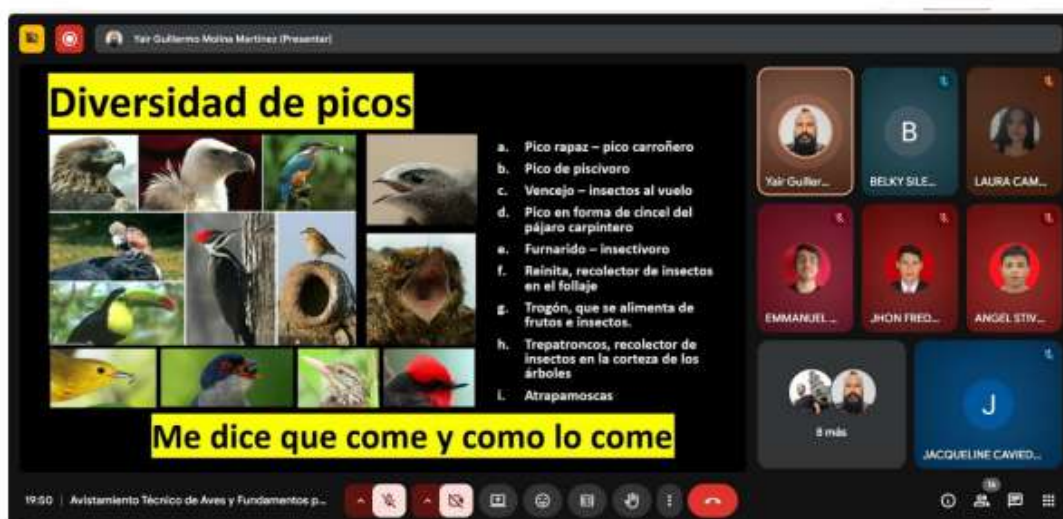 Yair Guillermo Molina Martinez (Presentar)
Diversidad de picos
a. Pico rapaz – pico carroñero
b. Pico de piscívoro
c. Vencejo – insectos al vuelo
d. Pico en forma de cincel del
pájaro carpintero
e. Furnarido – insectívoro
f. Reinita, recolector de insectos
en el follaje
g. Trogón, que se alimenta de
frutos e insectos.
h. Trepatroncos, recolector de
insectos en la corteza de los
árboles
i. Atrapamoscas
Me dice que come y como lo come
Yair Guiller...
B
BELKY SILE...
LAURA CAM...
EMMANUEL ...
JHON FRED...
ANGEL STIV...
8 más
J
JACQUELINE CAVIED...
19:50 | Avistamiento Técnico de Aves y Fundamentos p...
16